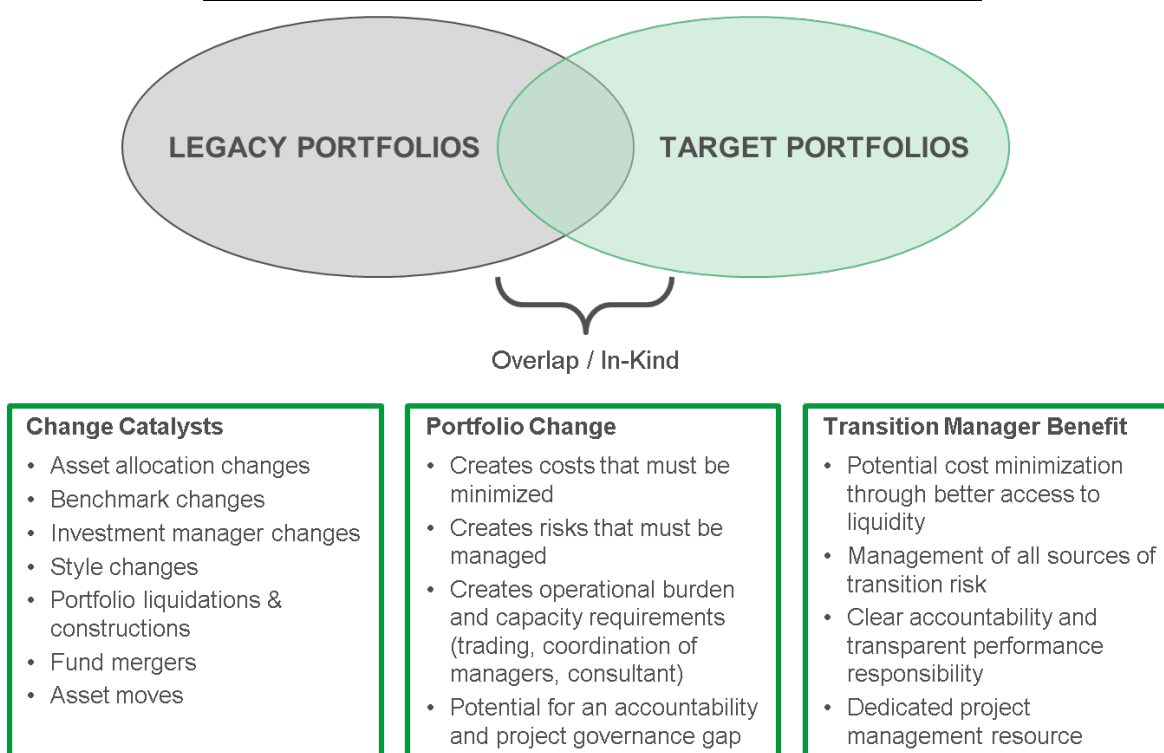 LEGACY PORTFOLIOS
TARGET PORTFOLIOS
Overlap / In-Kind
Change Catalysts
• Asset allocation changes
• Benchmark changes
• Investment manager changes
• Style changes
• Portfolio liquidations &
constructions
• Fund mergers
• Asset moves
Portfolio Change
• Creates costs that must be
minimized
• Creates risks that must be
managed
• Creates operational burden
and capacity requirements
(trading, coordination of
managers, consultant)
• Potential for an accountability
and project governance gap
Transition Manager Benefit
• Potential cost minimization
through better access to
liquidity
• Management of all sources of
transition risk
• Clear accountability and
transparent performance
responsibility
• Dedicated project
management resource